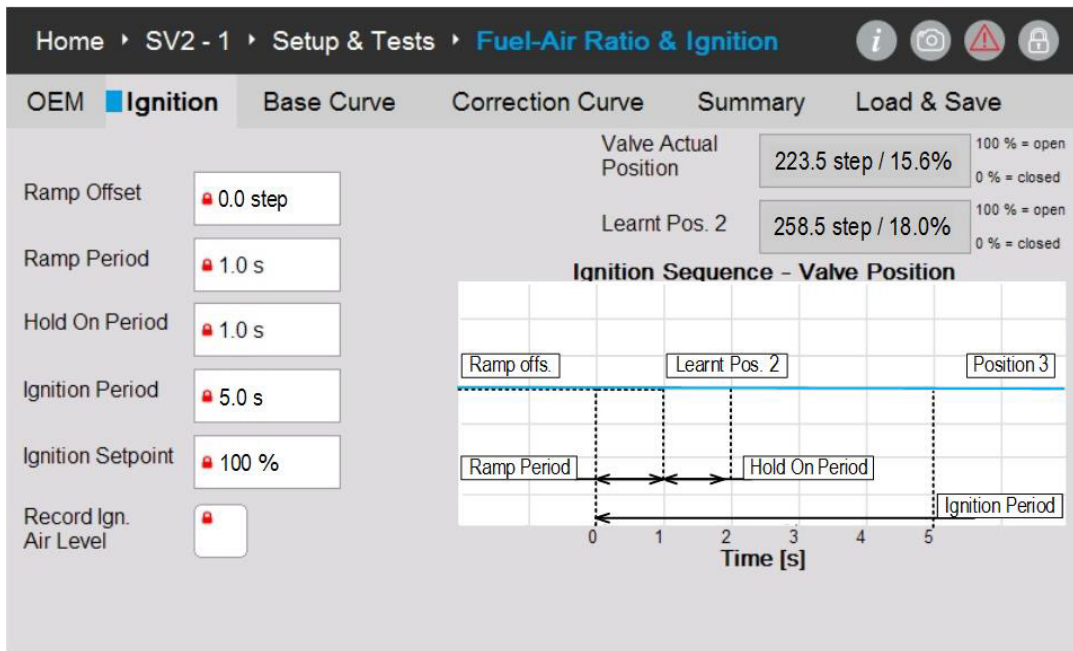 Home ‣ SV2 - 1 ‣ Setup & Tests ‣ Fuel-Air Ratio & Ignition
OEM Ignition Base Curve Correction Curve Summary Load & Save
Ramp Offset
0.0 step
Ramp Period
1.0 s
Hold On Period
1.0 s
Ignition Period
5.0 s
Ignition Setpoint
100 %
Record Ign.
Air Level
Valve Actual
Position
223.5 step / 15.6%
100 % = open
0 % = closed
Learnt Pos. 2
258.5 step / 18.0%
100 % = open
0 % = closed
Ignition Sequence - Valve Position
Ramp offs. Learnt Pos. 2 Position 3
Ramp Period Hold On Period
Ignition Period
0 1 2 3 4 5
Time [s]